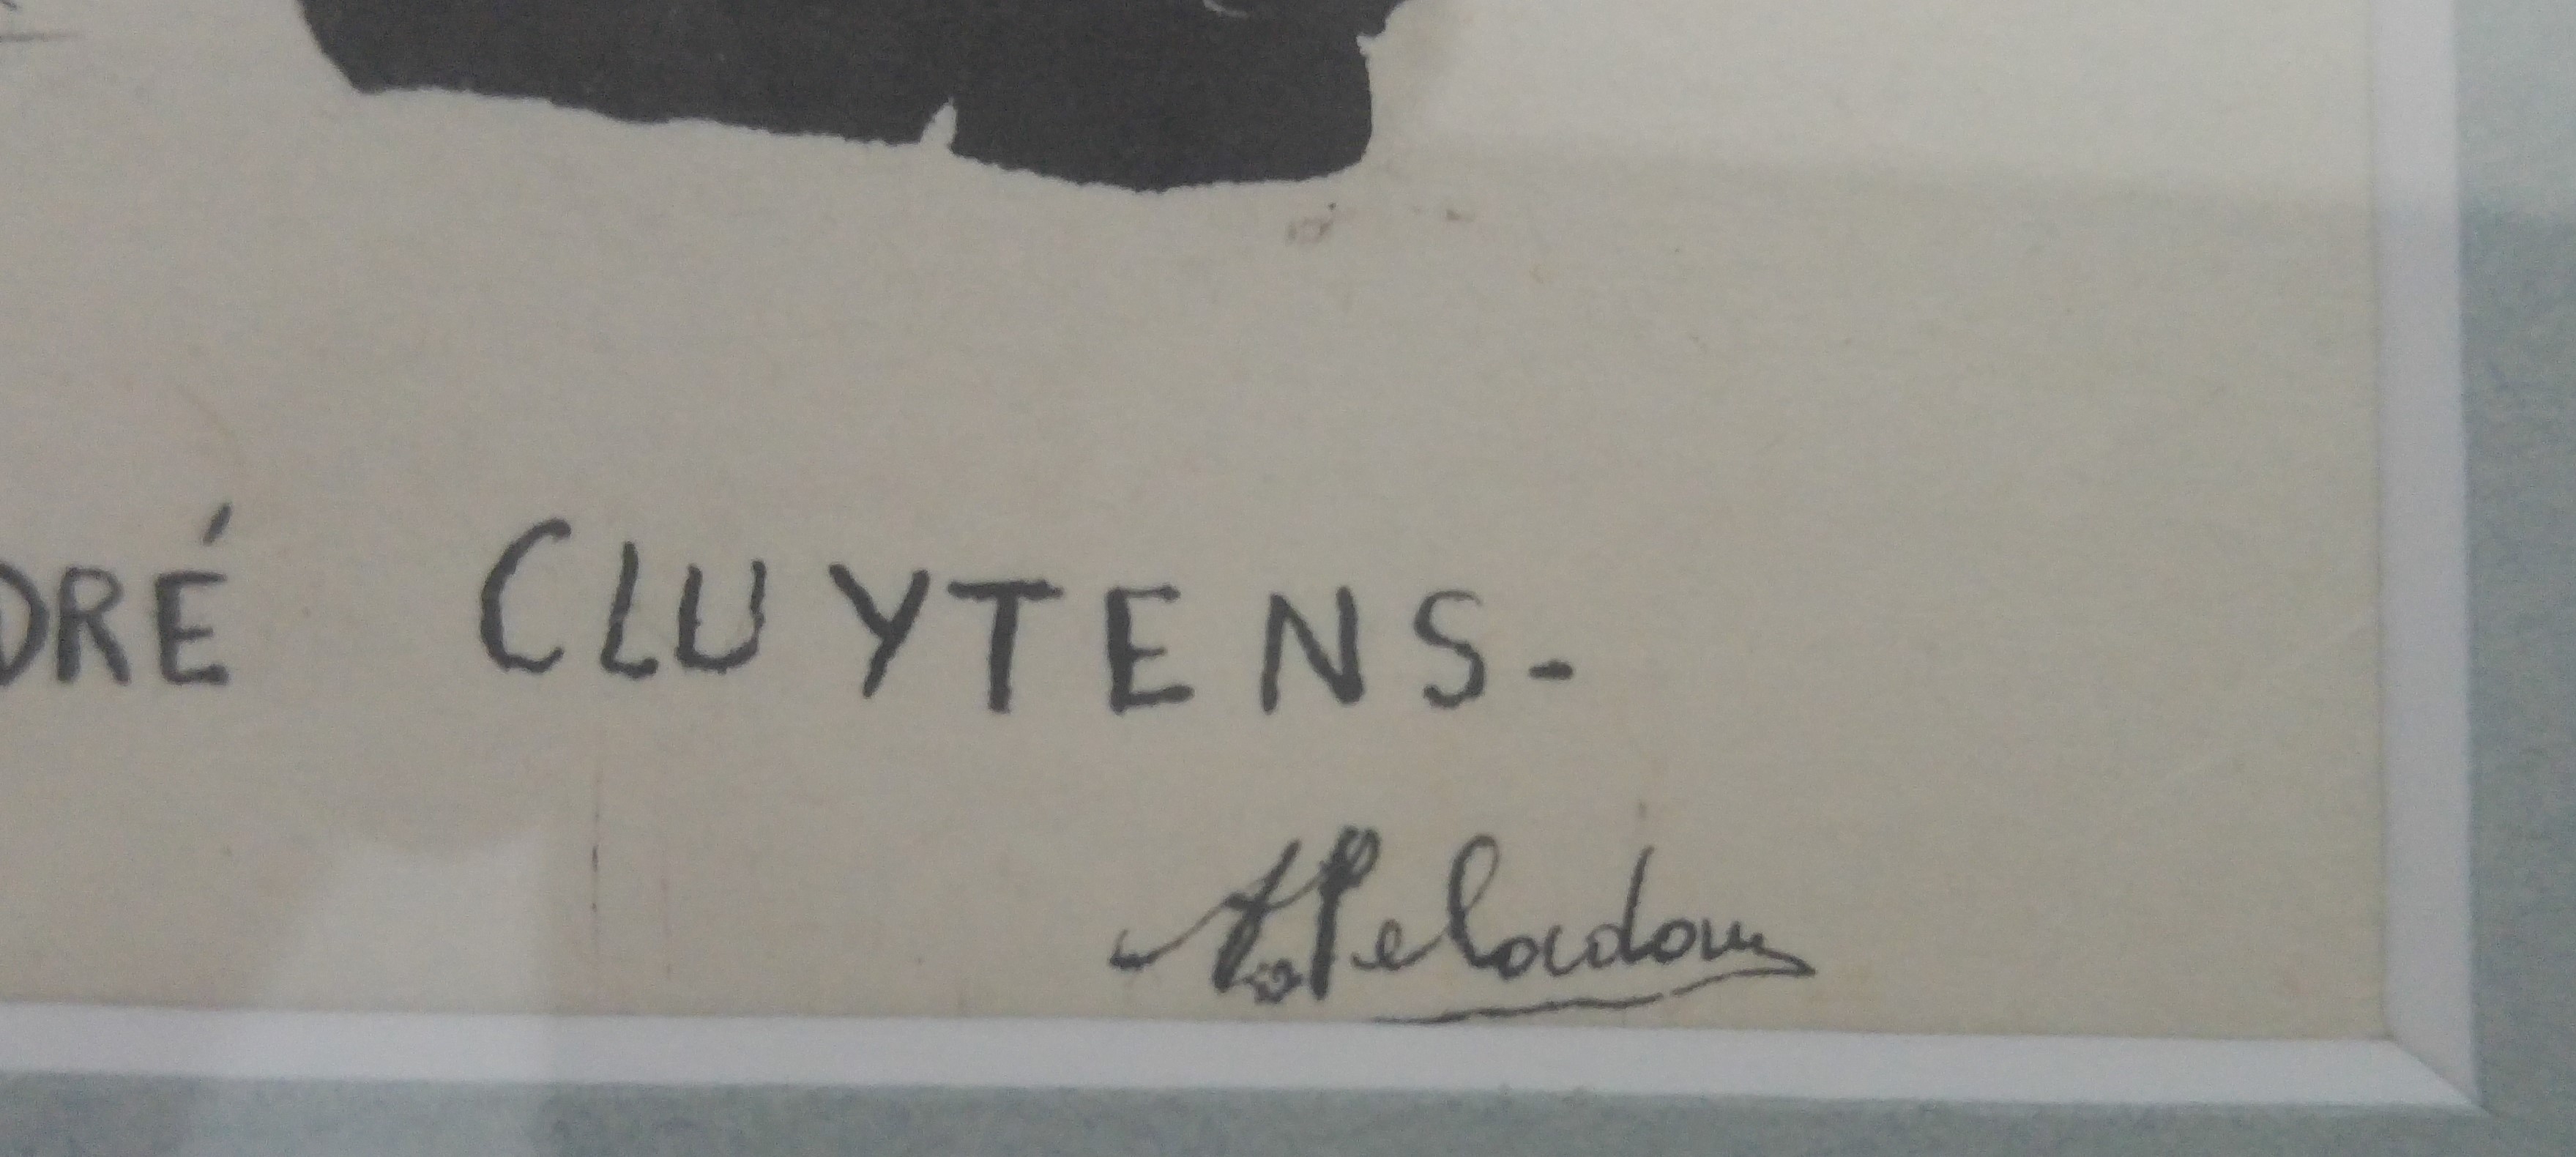 DRÉ CLUYTENS-